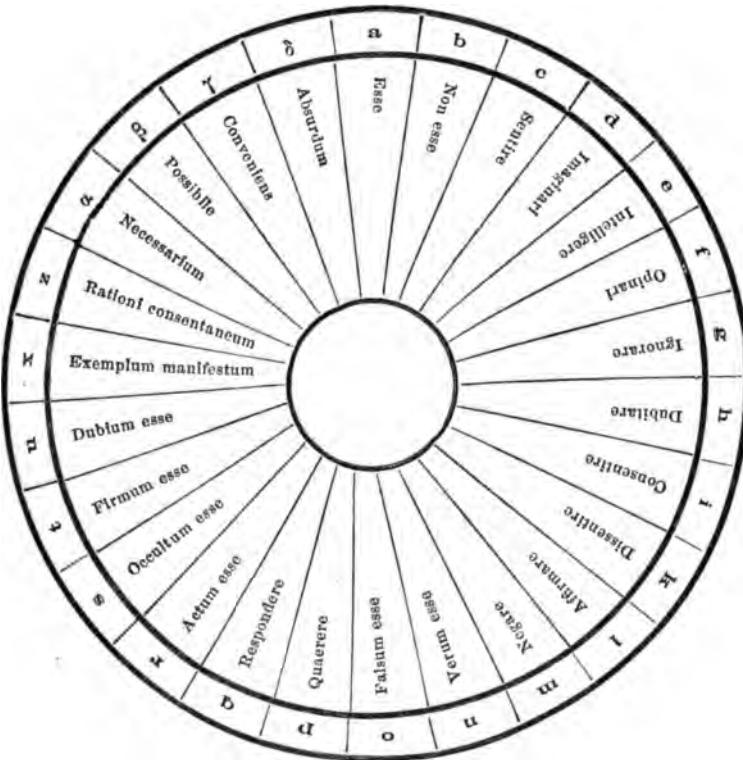 a
Esse
b
Non esse
c
Sentire
d
Imaginari
e
Intelligere
f
Opinari
g
Ignorare
h
Dubitare
i
Consentire
k
Dissentire
l
Affirmare
m
Negare
n
Verum esse
o
Falsum esse
p
Quaerere
q
Respondere
r
Actum esse
s
Occultum esse
t
Firmum esse
u
Dubium esse
x
Exemplum manifestum
z
Rationi consentaneum
α
Necessarium
β
Possibile
γ
Conveniens
δ
Absurdum